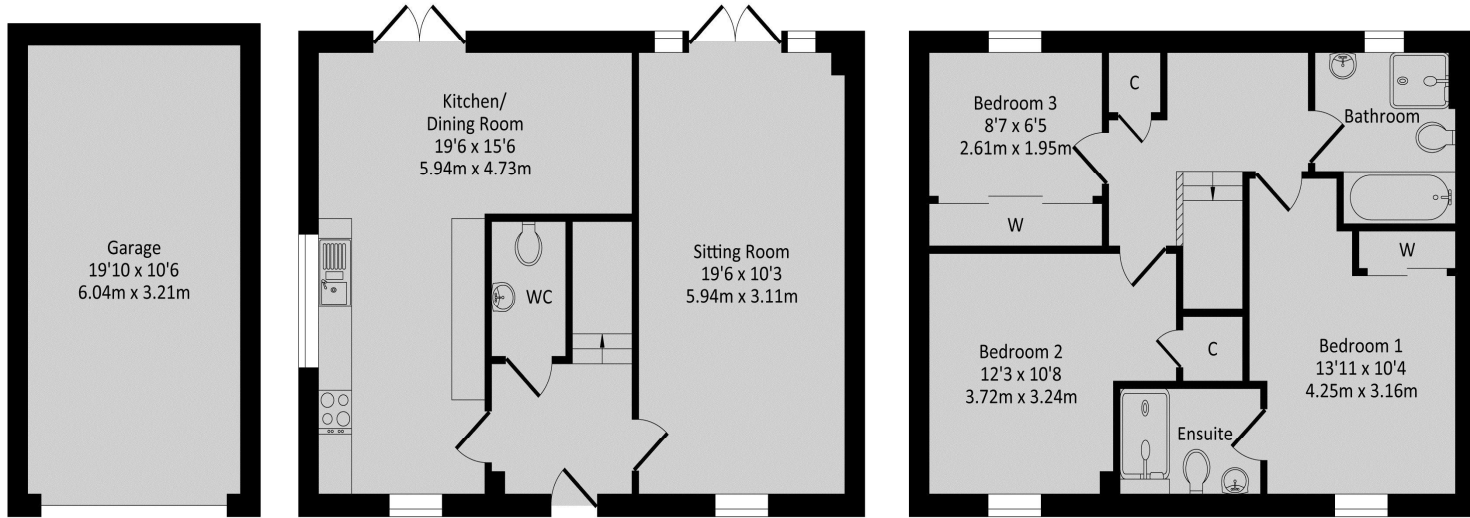 Garage
19'10 x 10'6
6.04m x 3.21m
Kitchen/
Dining Room
19'6 x 15'6
5.94m x 4.73m
WC
Sitting Room
19'6 x 10'3
5.94m x 3.11m
Bedroom 3
8'7 x 6'5
2.61m x 1.95m
W
C
Bathroom
W
Bedroom 2
12'3 x 10'8
3.72m x 3.24m
C
Bedroom 1
13'11 x 10'4
4.25m x 3.16m
Ensuite